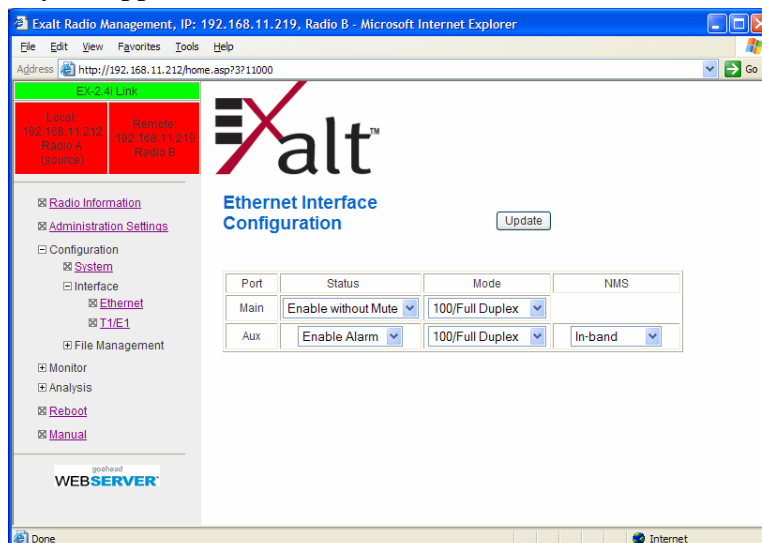 Exalt Radio Management, IP: 192.168.11.219, Radio B - Microsoft Internet Explorer
File Edit View Favorites Tools Help
Address http://192.168.11.212/home.asp?3?11000 Go
EX-2.4i Link
Local:
192.168.11.212
Radio A
(source)
Remote:
192.168.11.219
Radio B
Radio Information
Administration Settings
Configuration
System
Interface
Ethernet
T1/E1
File Management
Monitor
Analysis
Reboot
Manual
goahead
WEBSERVER
Exalt™
Ethernet Interface
Configuration
Update
Port Status Mode NMS
Main Enable without Mute 100/Full Duplex
Aux Enable Alarm 100/Full Duplex In-band
Done Internet